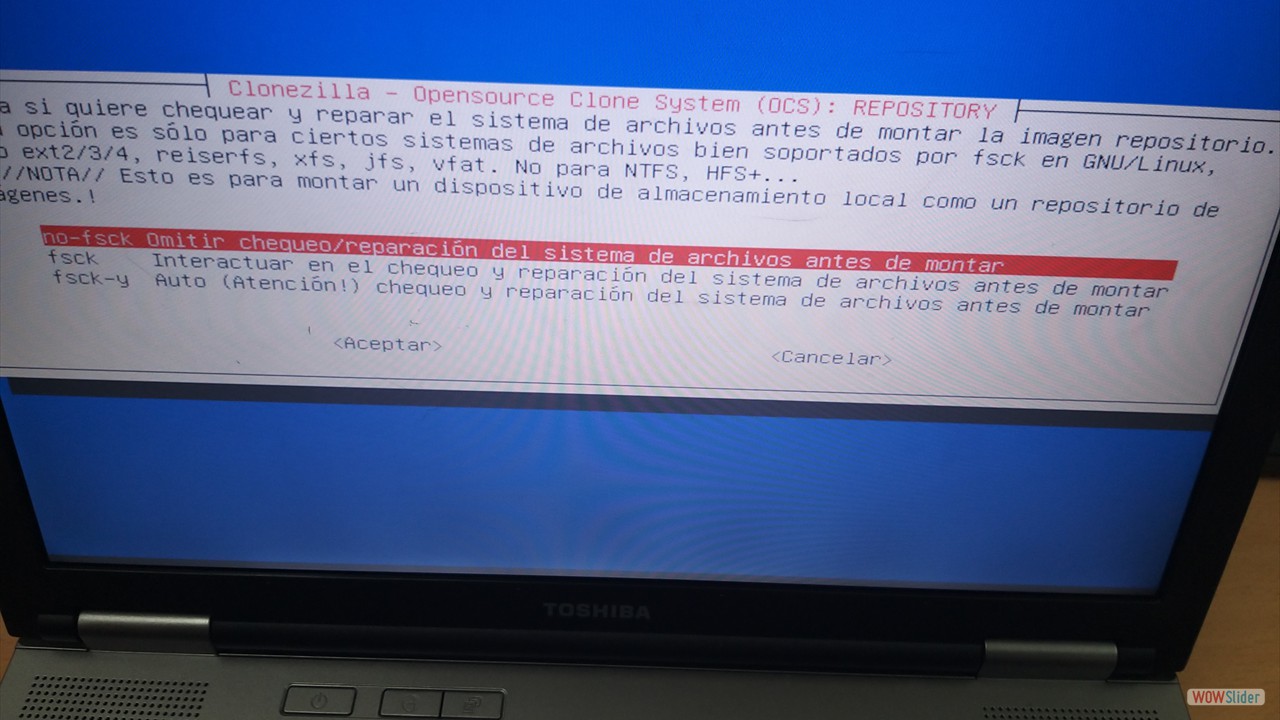 Clonezilla - Opensource Clone System (OCS): REPOSITORY
a si quiere chequear y reparar el sistema de archivos antes de montar la imagen repositorio.
opción es sólo para ciertos sistemas de archivos bien soportados por fsck en GNU/Linux,
o ext2/3/4, reiserfs, xfs, jfs, vfat. No para NTFS, HFS+...
//NOTA// Esto es para montar un dispositivo de almacenamiento local como un repositorio de
ágenes.!
no-fsck Omitir chequeo/reparación del sistema de archivos antes de montar
fsck Interactuar en el chequeo y reparación del sistema de archivos antes de montar
fsck-y Auto (Atención!) chequeo y reparación del sistema de archivos antes de montar
<Aceptar> <Cancelar>
TOSHIBA
WOWSlider